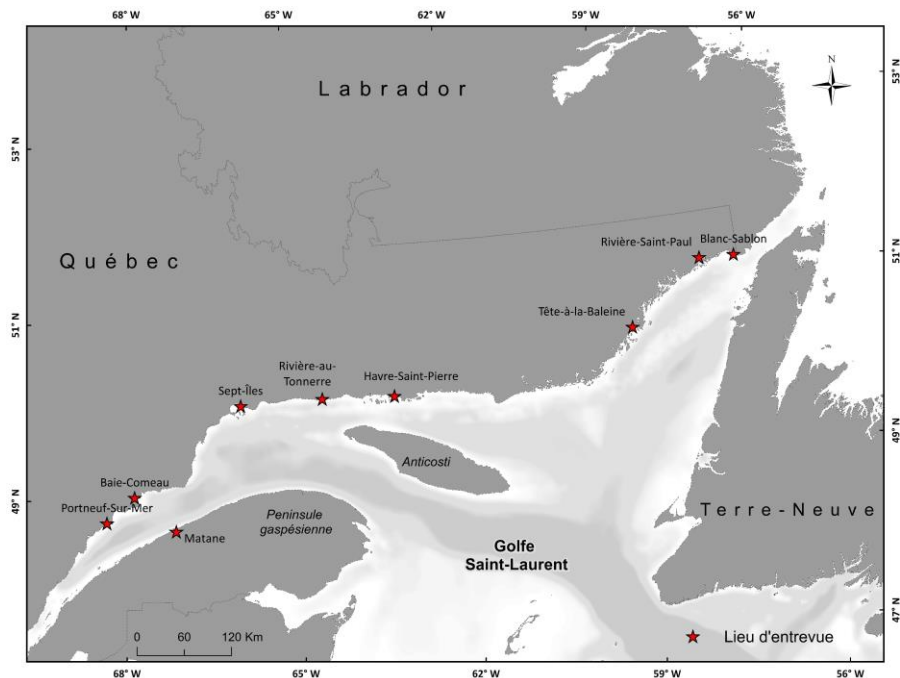 68° W 65° W 62° W 59° W 56° W
N
Labrador
53° N
53° N
Québec
Rivière-Saint-Paul
Blanc-Sablon
51° N
Tête-à-la-Baleine
51° N
Rivière-au-
Tonnerre
Havre-Saint-Pierre
Sept-Îles
49° N
Anticosti
Baie-Comeau
49° N
Portneuf-Sur-Mer
Péninsule
gaspésienne
Terre-Neuve
Matane
Golfe
Saint-Laurent
47° N
0 60 120 Km
Lieu d'entrevue
68° W 65° W 62° W 59° W 56° W